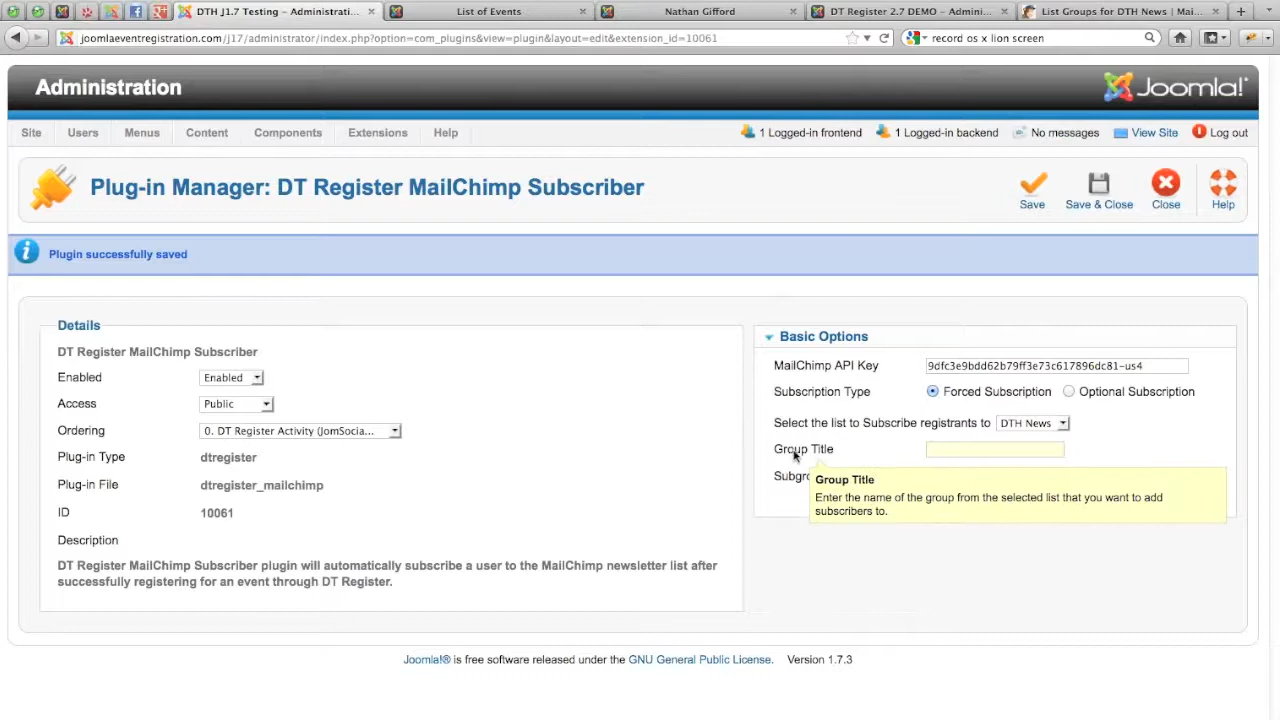 DTH J1.7 Testing – Administrati...
List of Events
Nathan Gifford
DT Register 2.7 DEMO – Admini...
List Groups for DTH News | Mai...
joomlaeventregistration.com/j17/administrator/index.php?option=com_plugins&view=plugin&layout=edit&extension_id=10061
record os x lion screen
Administration
Joomla!
Site
Users
Menus
Content
Components
Extensions
Help
1 Logged-in frontend
1 Logged-in backend
No messages
View Site
Log out
Plug-in Manager: DT Register MailChimp Subscriber
Save
Save & Close
Close
Help
Plugin successfully saved
Details
DT Register MailChimp Subscriber
Enabled Enabled
Access Public
Ordering 0. DT Register Activity (JomSocia...
Plug-in Type dtregister
Plug-in File dtregister_mailchimp
ID 10061
Description
DT Register MailChimp Subscriber plugin will automatically subscribe a user to the MailChimp newsletter list after
successfully registering for an event through DT Register.
Basic Options
MailChimp API Key 9dfc3e9bdd62b79ff3e73c617896dc81-us4
Subscription Type Forced Subscription Optional Subscription
Select the list to Subscribe registrants to DTH News
Group Title
Subgro
Group Title
Enter the name of the group from the selected list that you want to add
subscribers to.
Joomla!® is free software released under the GNU General Public License. Version 1.7.3